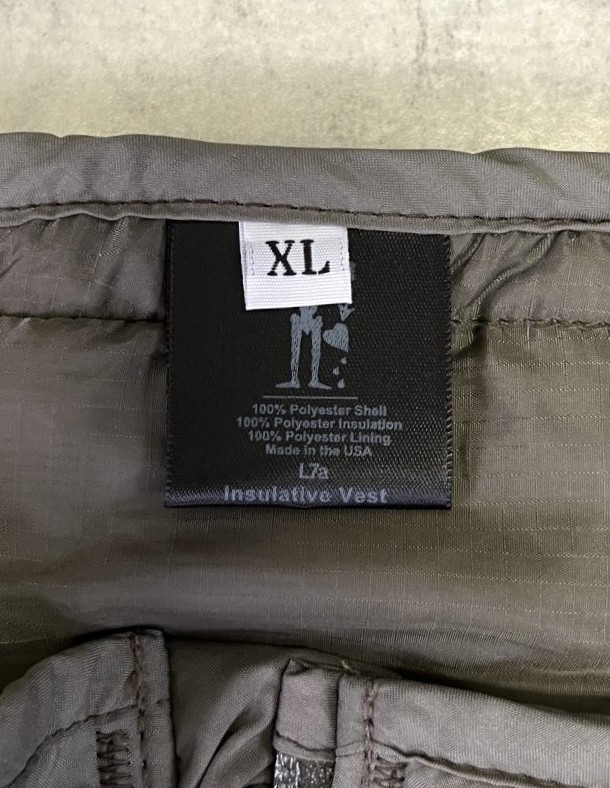 XL
100% Polyester Shell
100% Polyester Insulation
100% Polyester Lining
Made in the USA
L7a
Insulative Vest